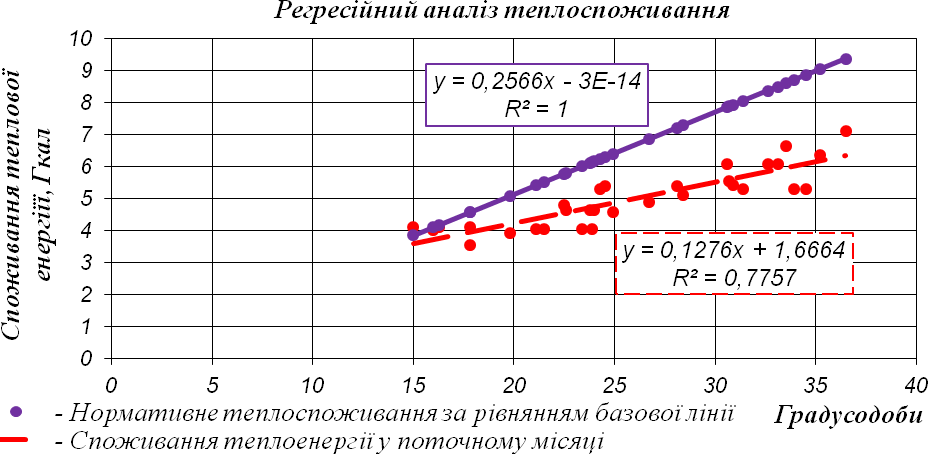 Регресійний аналіз теплоспоживання
Споживання теплової
енергіїї, Гкал
10
9
8
7
6
5
4
3
2
1
0
y = 0,2566x - 3E-14
R² = 1
y = 0,1276x + 1,6664
R² = 0,7757
0 5 10 15 20 25 30 35 40
- Нормативне теплоспоживання за рівнянням базової лінії
Градусодоби
- Споживання теплоенергії у поточному місяці